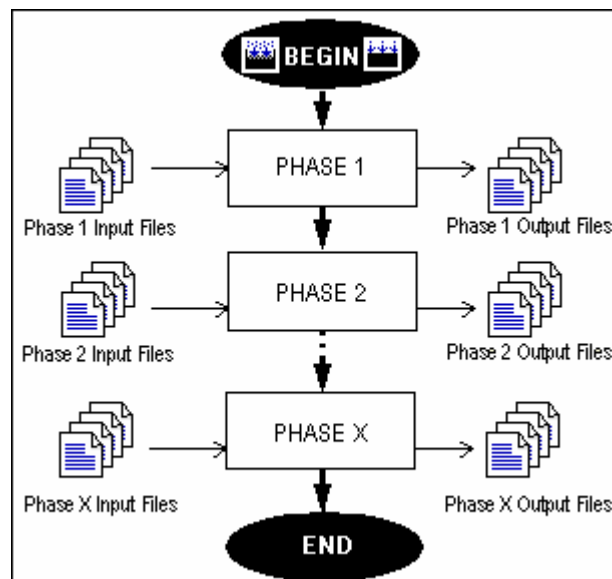 BEGIN
PHASE 1
Phase 1 Input Files
Phase 1 Output Files
PHASE 2
Phase 2 Input Files
Phase 2 Output Files
PHASE X
Phase X Input Files
Phase X Output Files
END